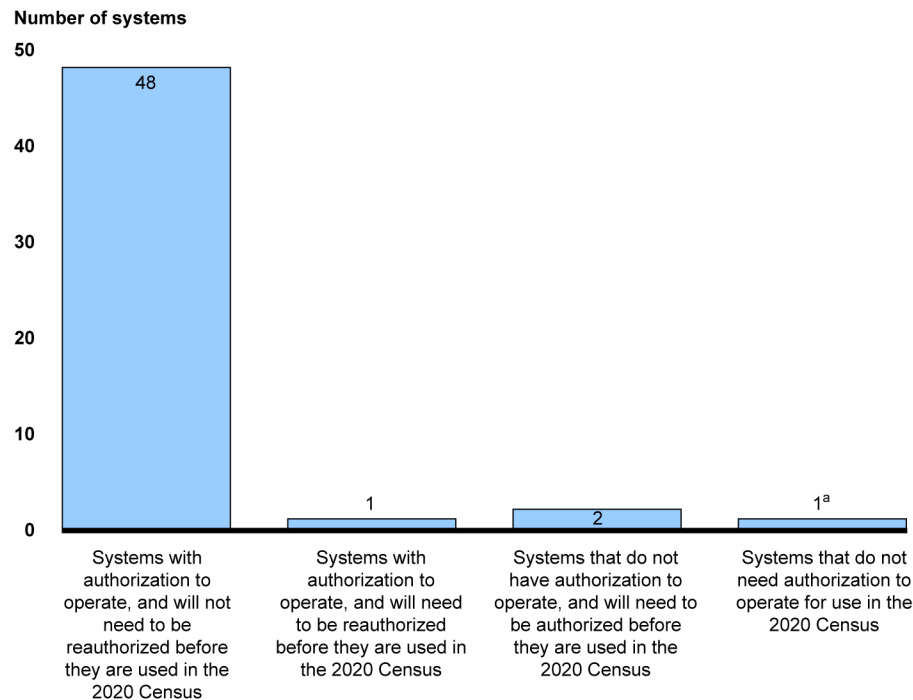 Number of systems
50
40
30
20
10
0
48
1
2
1ᵃ
Systems with
authorization to
operate, and will not
need to be
reauthorized before
they are used in the
2020 Census
Systems with
authorization to
operate, and will need
to be reauthorized
before they are used in
the 2020 Census
Systems that do not
have authorization to
operate, and will need to
be authorized before
they are used in the
2020 Census
Systems that do not
need authorization to
operate for use in the
2020 Census